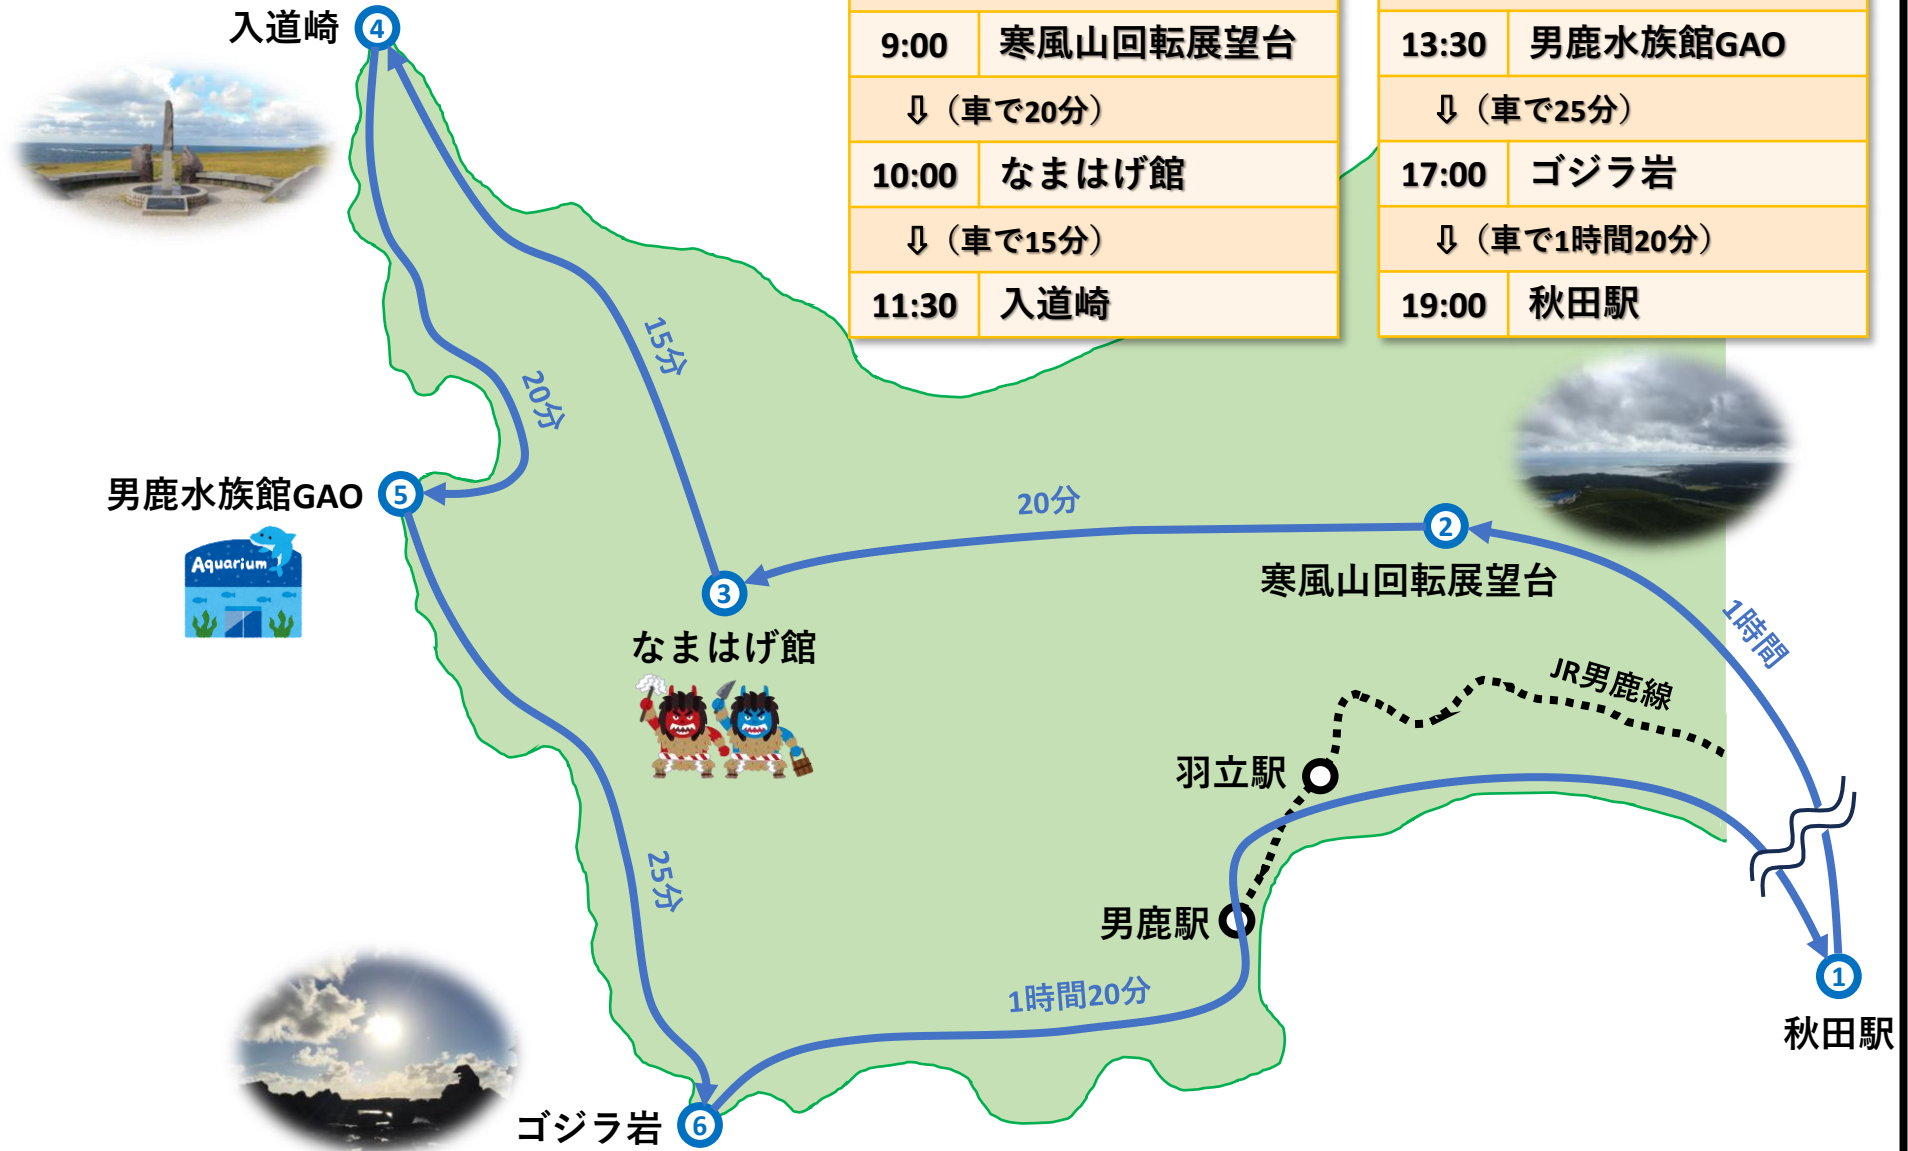 入道崎
4
9:00 寒風山回転展望台
⇩（車で20分）
10:00 なまはげ館
⇩（車で15分）
11:30 入道崎
13:30 男鹿水族館GAO
⇩（車で25分）
17:00 ゴジラ岩
⇩（車で1時間20分）
19:00 秋田駅
15分
20分
男鹿水族館GAO
5
Aquarium
20分
2
寒風山回転展望台
3
なまはげ館
1時間
JR男鹿線
羽立駅
男鹿駅
25分
1時間20分
1
秋田駅
ゴジラ岩
6